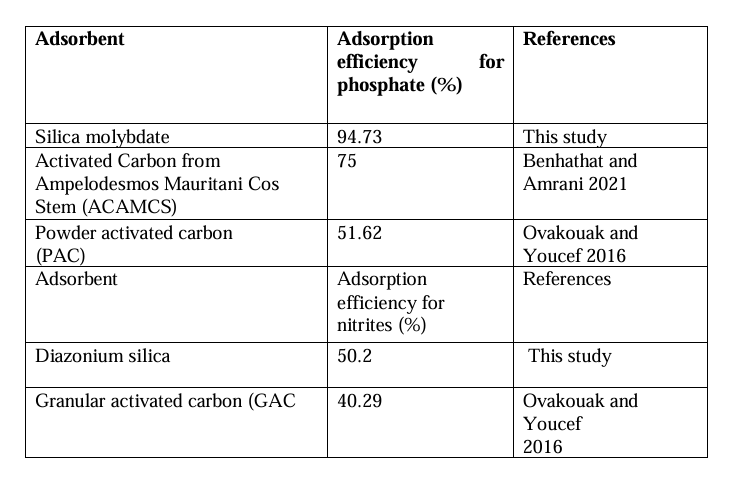 Adsorbent
Adsorption
efficiency for
phosphate (%)
References
Silica molybdate
94.73
This study
Activated Carbon from
Ampelodesmos Mauritani Cos
Stem (ACAMCS)
75
Benhathat and
Amrani 2021
Powder activated carbon
(PAC)
51.62
Ovakouak and
Youcef 2016
Adsorbent
Adsorption
efficiency for
nitrites (%)
References
Diazonium silica
50.2
This study
Granular activated carbon (GAC
40.29
Ovakouak and
Youcef
2016